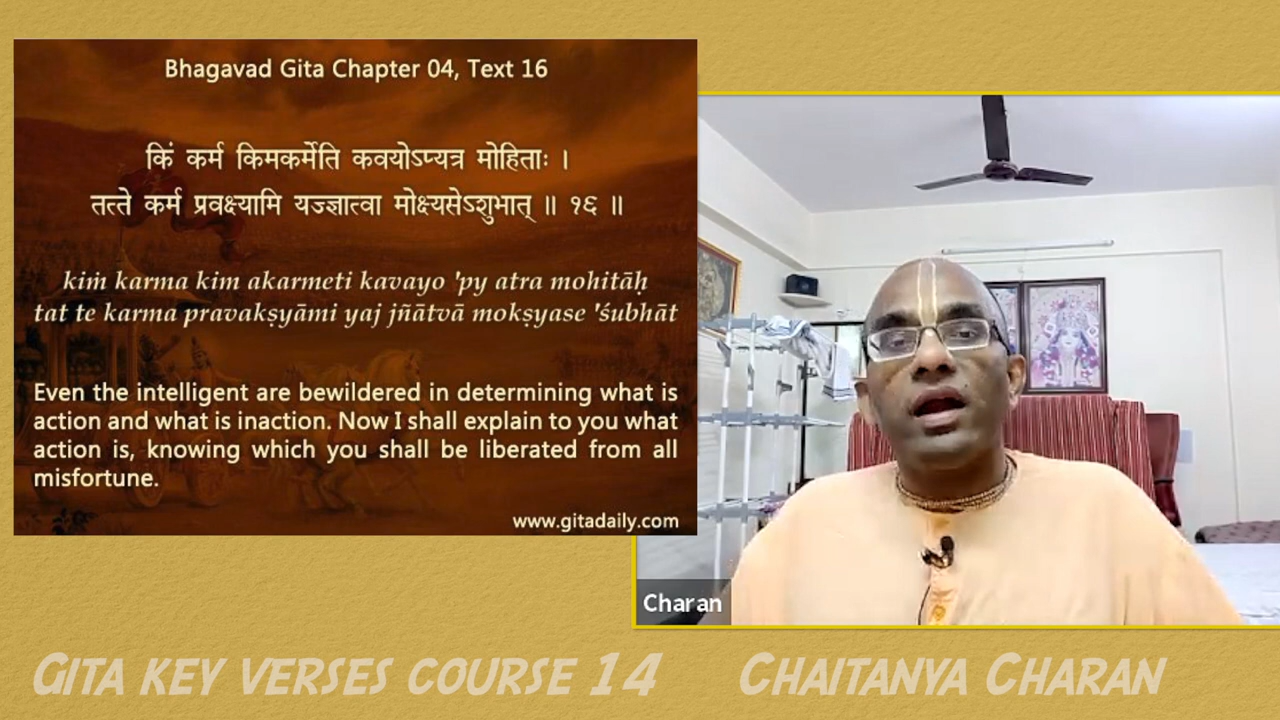 Bhagavad Gita Chapter 04, Text 16
किं कर्म किमकर्मेति कवयोऽप्यत्र मोहिताः ।
तत्ते कर्म प्रवक्ष्यामि यज्ज्ञात्वा मोक्ष्यसेऽशुभात् ॥ १६ ॥
kiṁ karma kim akarmeti kavayo 'py atra mohitāḥ
tat te karma pravakṣyāmi yaj jñātvā mokṣyase 'śubhāt
Even the intelligent are bewildered in determining what is
action and what is inaction. Now I shall explain to you what
action is, knowing which you shall be liberated from all
misfortune.
www.gitadaily.com
Charan
GITA KEY VERSES COURSE 14
CHAITANYA CHARAN